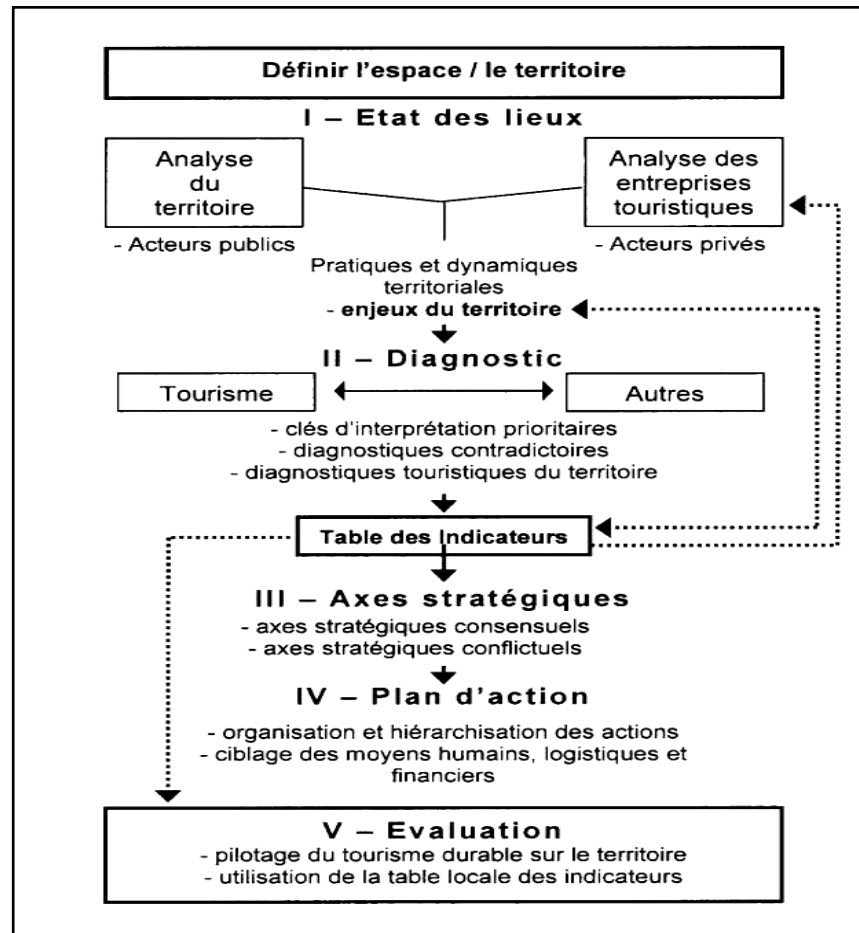 Définir l'espace / le territoire
I – Etat des lieux
Analyse
du
territoire
Analyse des
entreprises
touristiques
- Acteurs publics
- Acteurs privés
Pratiques et dynamiques
territoriales
- enjeux du territoire
II – Diagnostic
Tourisme
Autres
- clés d'interprétation prioritaires
- diagnostics contradictoires
- diagnostiques touristiques du territoire
Table des Indicateurs
III – Axes stratégiques
- axes stratégiques consensuels
- axes stratégiques conflictuels
IV – Plan d'action
- organisation et hiérarchisation des actions
- ciblage des moyens humains, logistiques et
financiers
V – Evaluation
- pilotage du tourisme durable sur le territoire
- utilisation de la table locale des indicateurs